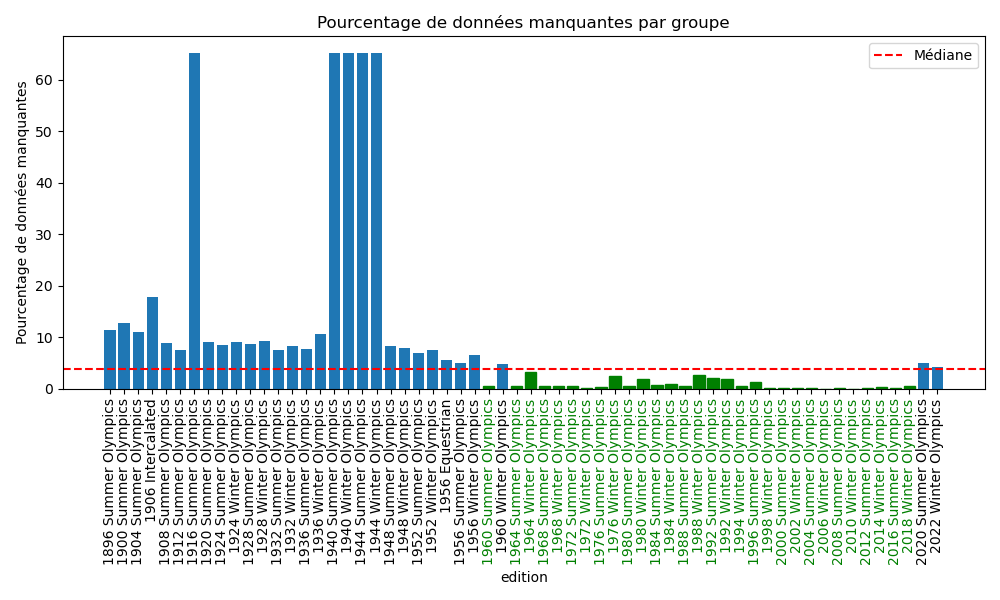 Pourcentage de données manquantes par groupe
Médiane
Pourcentage de données manquantes
60
50
40
30
20
10
0
1896 Summer Olympics
1900 Summer Olympics
1904 Summer Olympics
1906 Intercalated
1908 Summer Olympics
1912 Summer Olympics
1916 Summer Olympics
1920 Summer Olympics
1924 Summer Olympics
1924 Winter Olympics
1928 Summer Olympics
1928 Winter Olympics
1932 Summer Olympics
1932 Winter Olympics
1936 Summer Olympics
1936 Winter Olympics
1940 Summer Olympics
1940 Winter Olympics
1944 Summer Olympics
1944 Winter Olympics
1948 Summer Olympics
1948 Winter Olympics
1952 Summer Olympics
1952 Winter Olympics
1956 Equestrian
1956 Summer Olympics
1956 Winter Olympics
1960 Summer Olympics
1960 Winter Olympics
1964 Summer Olympics
1964 Winter Olympics
1968 Summer Olympics
1968 Winter Olympics
1972 Summer Olympics
1972 Winter Olympics
1976 Summer Olympics
1976 Winter Olympics
1980 Summer Olympics
1980 Winter Olympics
1984 Summer Olympics
1984 Winter Olympics
1988 Summer Olympics
1988 Winter Olympics
1992 Summer Olympics
1992 Winter Olympics
1994 Winter Olympics
1996 Summer Olympics
1998 Winter Olympics
2000 Summer Olympics
2002 Winter Olympics
2004 Summer Olympics
2006 Winter Olympics
2008 Summer Olympics
2010 Winter Olympics
2012 Summer Olympics
2014 Winter Olympics
2016 Summer Olympics
2018 Winter Olympics
2020 Summer Olympics
2022 Winter Olympics
edition